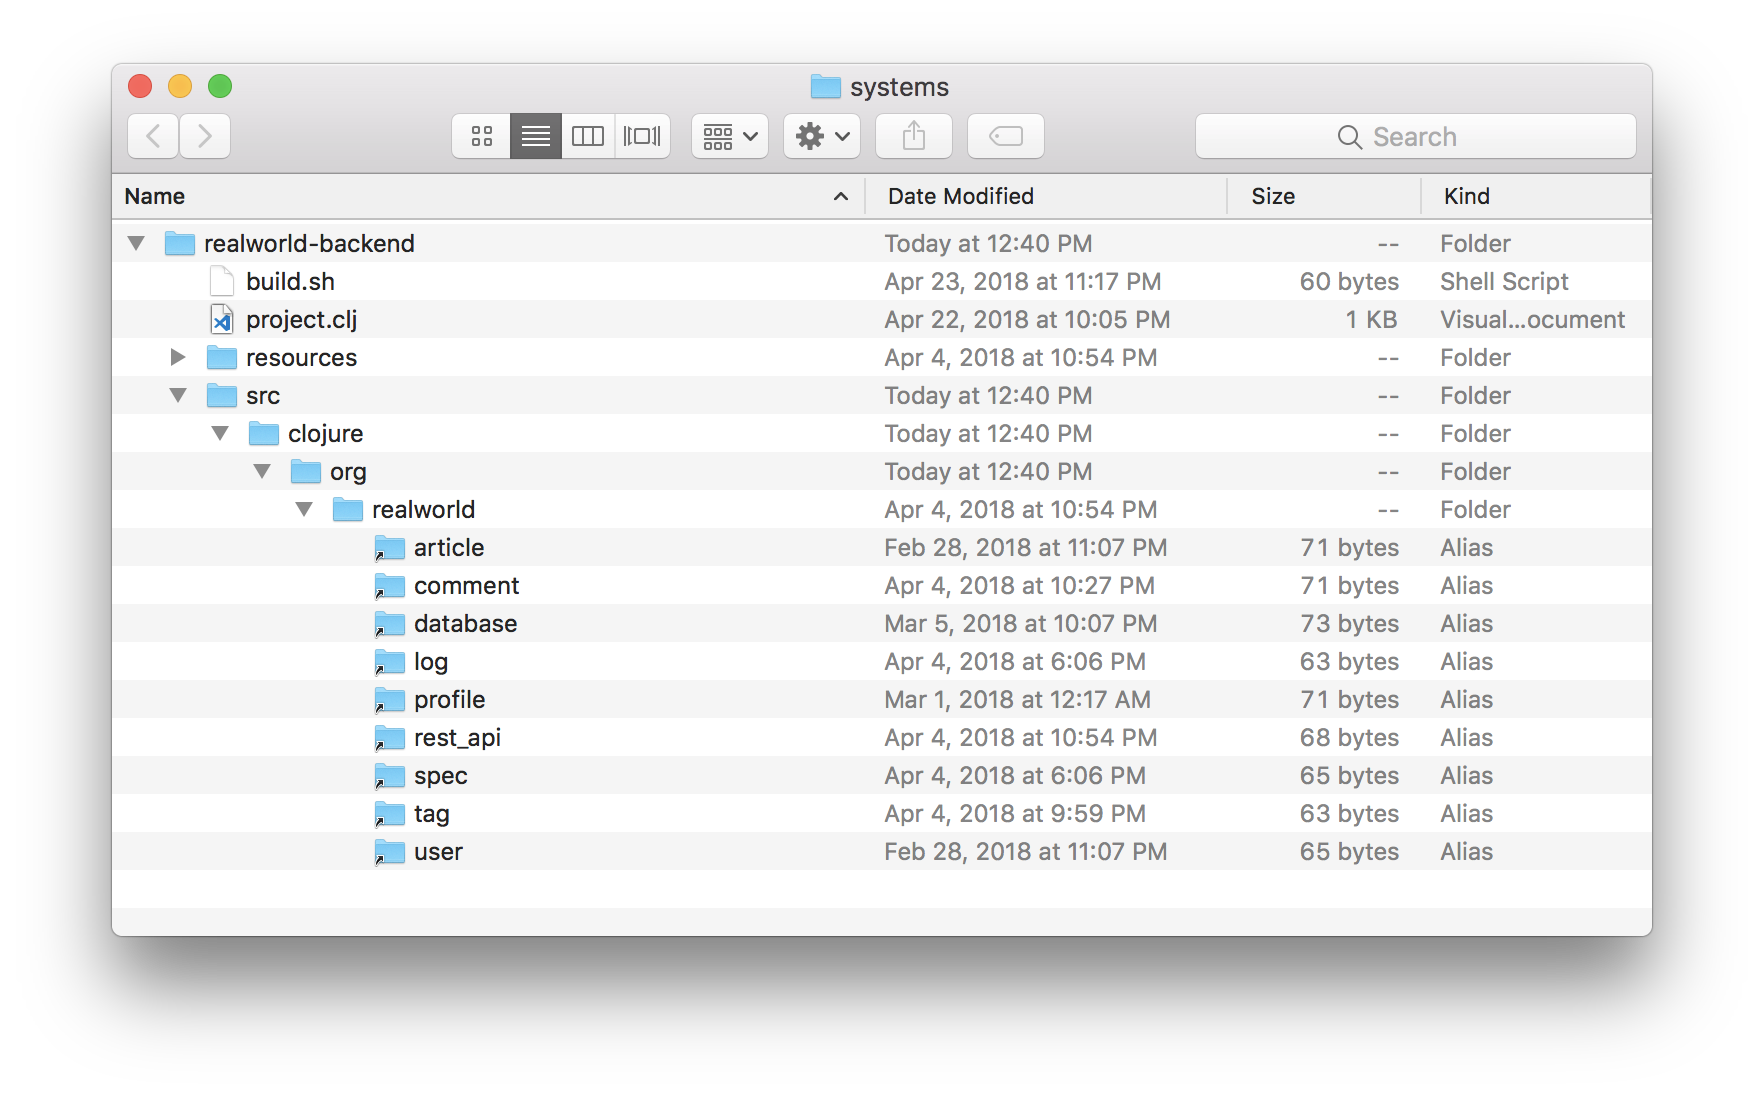 systems
Search
Name Date Modified Size Kind
realworld-backend Today at 12:40 PM -- Folder
build.sh Apr 23, 2018 at 11:17 PM 60 bytes Shell Script
project.clj Apr 22, 2018 at 10:05 PM 1 KB Visual...ocument
resources Apr 4, 2018 at 10:54 PM -- Folder
src Today at 12:40 PM -- Folder
clojure Today at 12:40 PM -- Folder
org Today at 12:40 PM -- Folder
realworld Apr 4, 2018 at 10:54 PM -- Folder
article Feb 28, 2018 at 11:07 PM 71 bytes Alias
comment Apr 4, 2018 at 10:27 PM 71 bytes Alias
database Mar 5, 2018 at 10:07 PM 73 bytes Alias
log Apr 4, 2018 at 6:06 PM 63 bytes Alias
profile Mar 1, 2018 at 12:17 AM 71 bytes Alias
rest_api Apr 4, 2018 at 10:54 PM 68 bytes Alias
spec Apr 4, 2018 at 6:06 PM 65 bytes Alias
tag Apr 4, 2018 at 9:59 PM 63 bytes Alias
user Feb 28, 2018 at 11:07 PM 65 bytes Alias